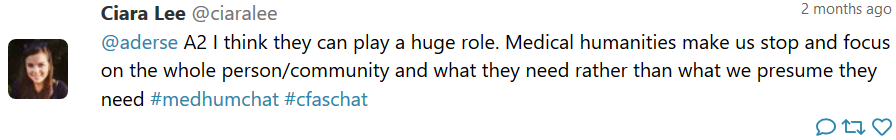 Ciara Lee @ciaralee 2 months ago
@aderse A2 I think they can play a huge role. Medical humanities make us stop and focus
on the whole person/community and what they need rather than what we presume they
need #medhumchat #cfaschat